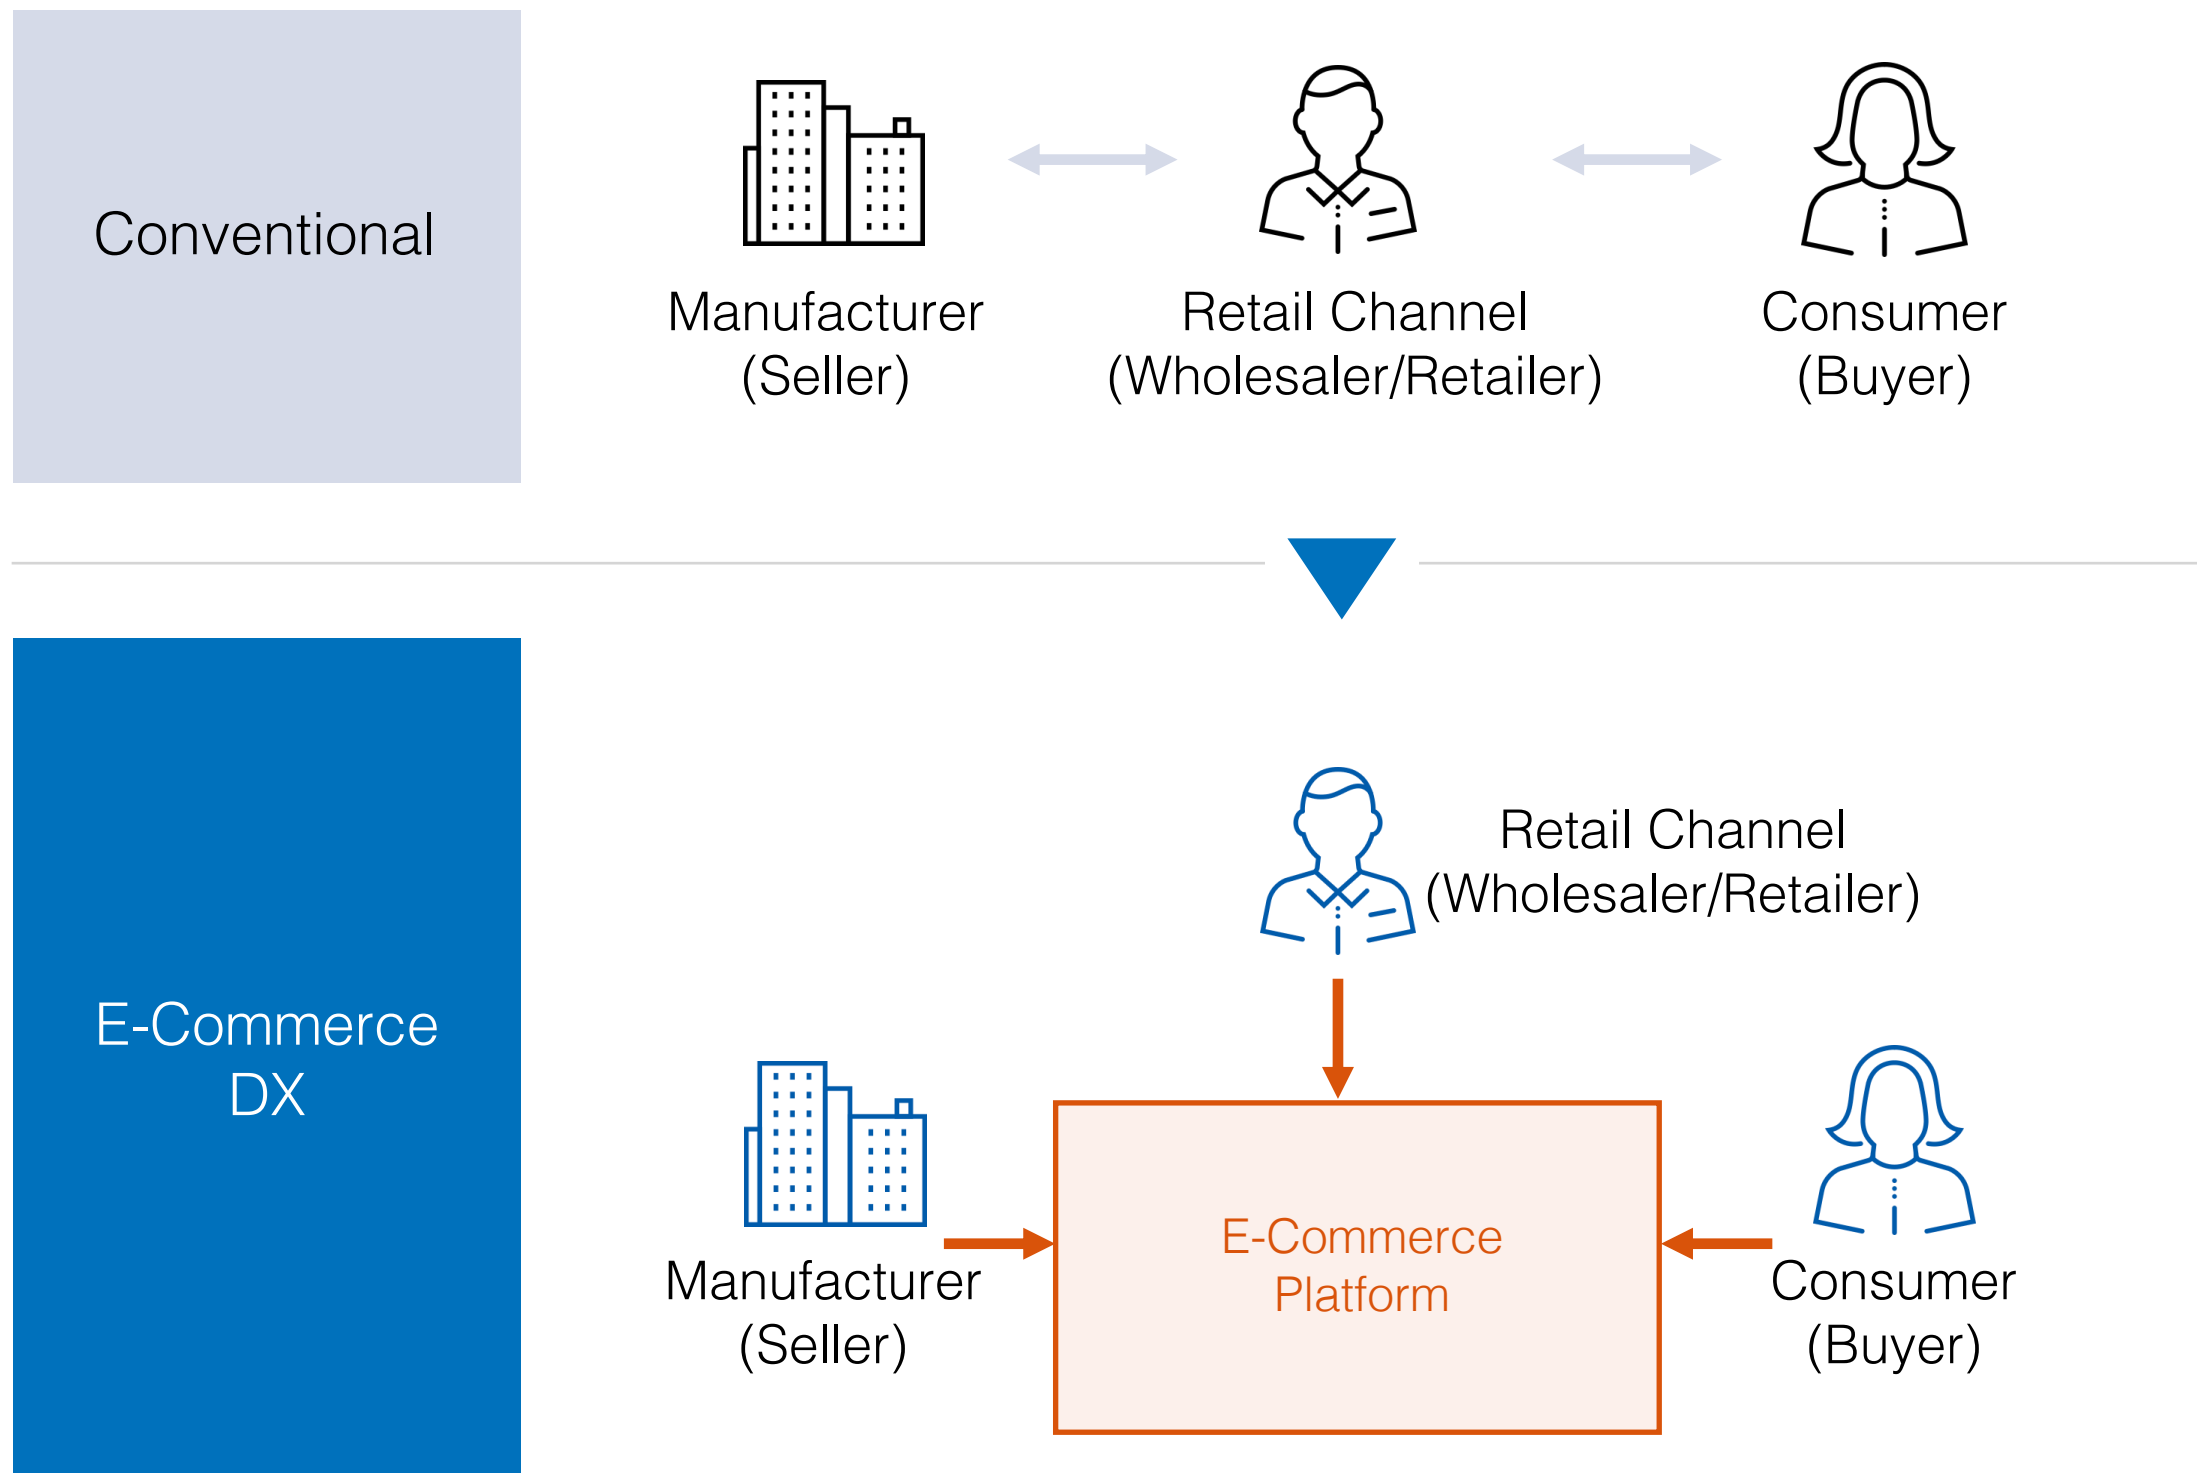 Conventional
Manufacturer
(Seller)
Retail Channel
(Wholesaler/Retailer)
Consumer
(Buyer)
E-Commerce
DX
Retail Channel
(Wholesaler/Retailer)
Manufacturer
(Seller)
E-Commerce
Platform
Consumer
(Buyer)